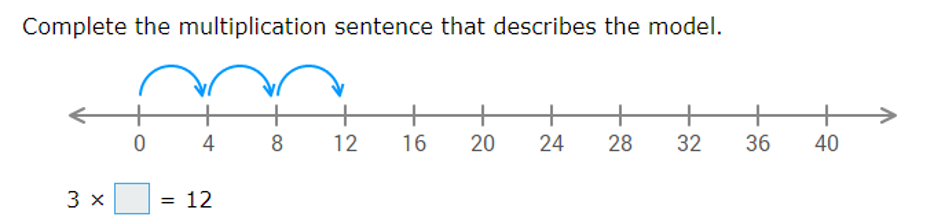 Complete the multiplication sentence that describes the model.
0 4 8 12 16 20 24 28 32 36 40
3 × = 12